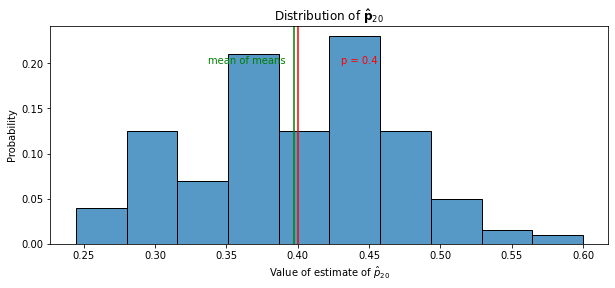 Distribution of p̂₂₀
Probability
0.20
0.15
0.10
0.05
0.00
mean of means
p = 0.4
0.25 0.30 0.35 0.40 0.45 0.50 0.55 0.60
Value of estimate of p̂₂₀